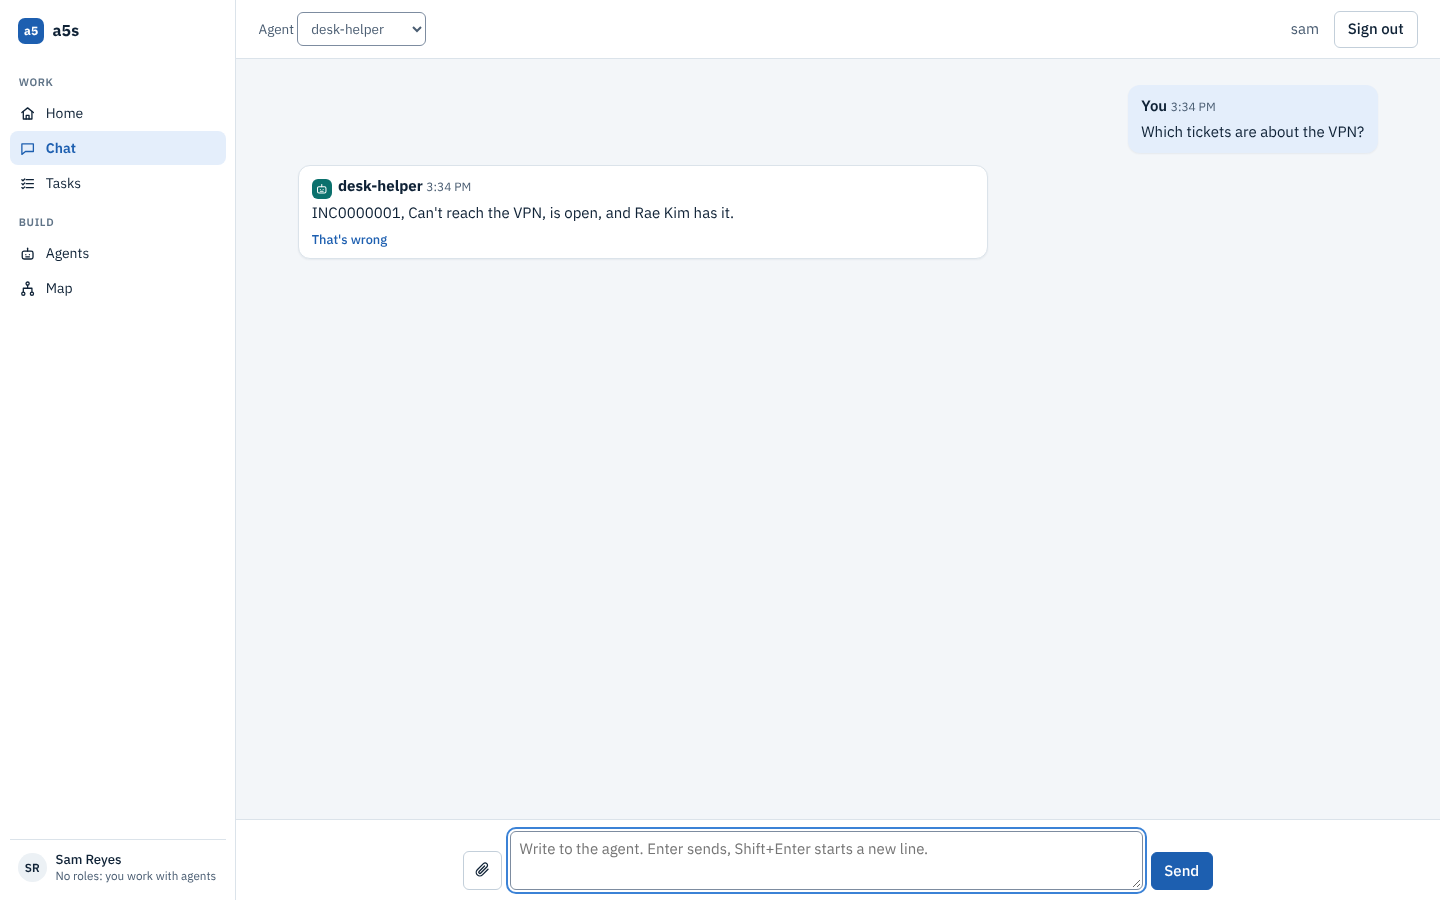 a5 a5s
WORK
Home
Chat
Tasks
BUILD
Agents
Map
SR
Sam Reyes
No roles: you work with agents
Agent desk-helper
sam
Sign out
You 3:34 PM
Which tickets are about the VPN?
desk-helper 3:34 PM
INC0000001, Can't reach the VPN, is open, and Rae Kim has it.
That's wrong
Write to the agent. Enter sends, Shift+Enter starts a new line.
Send